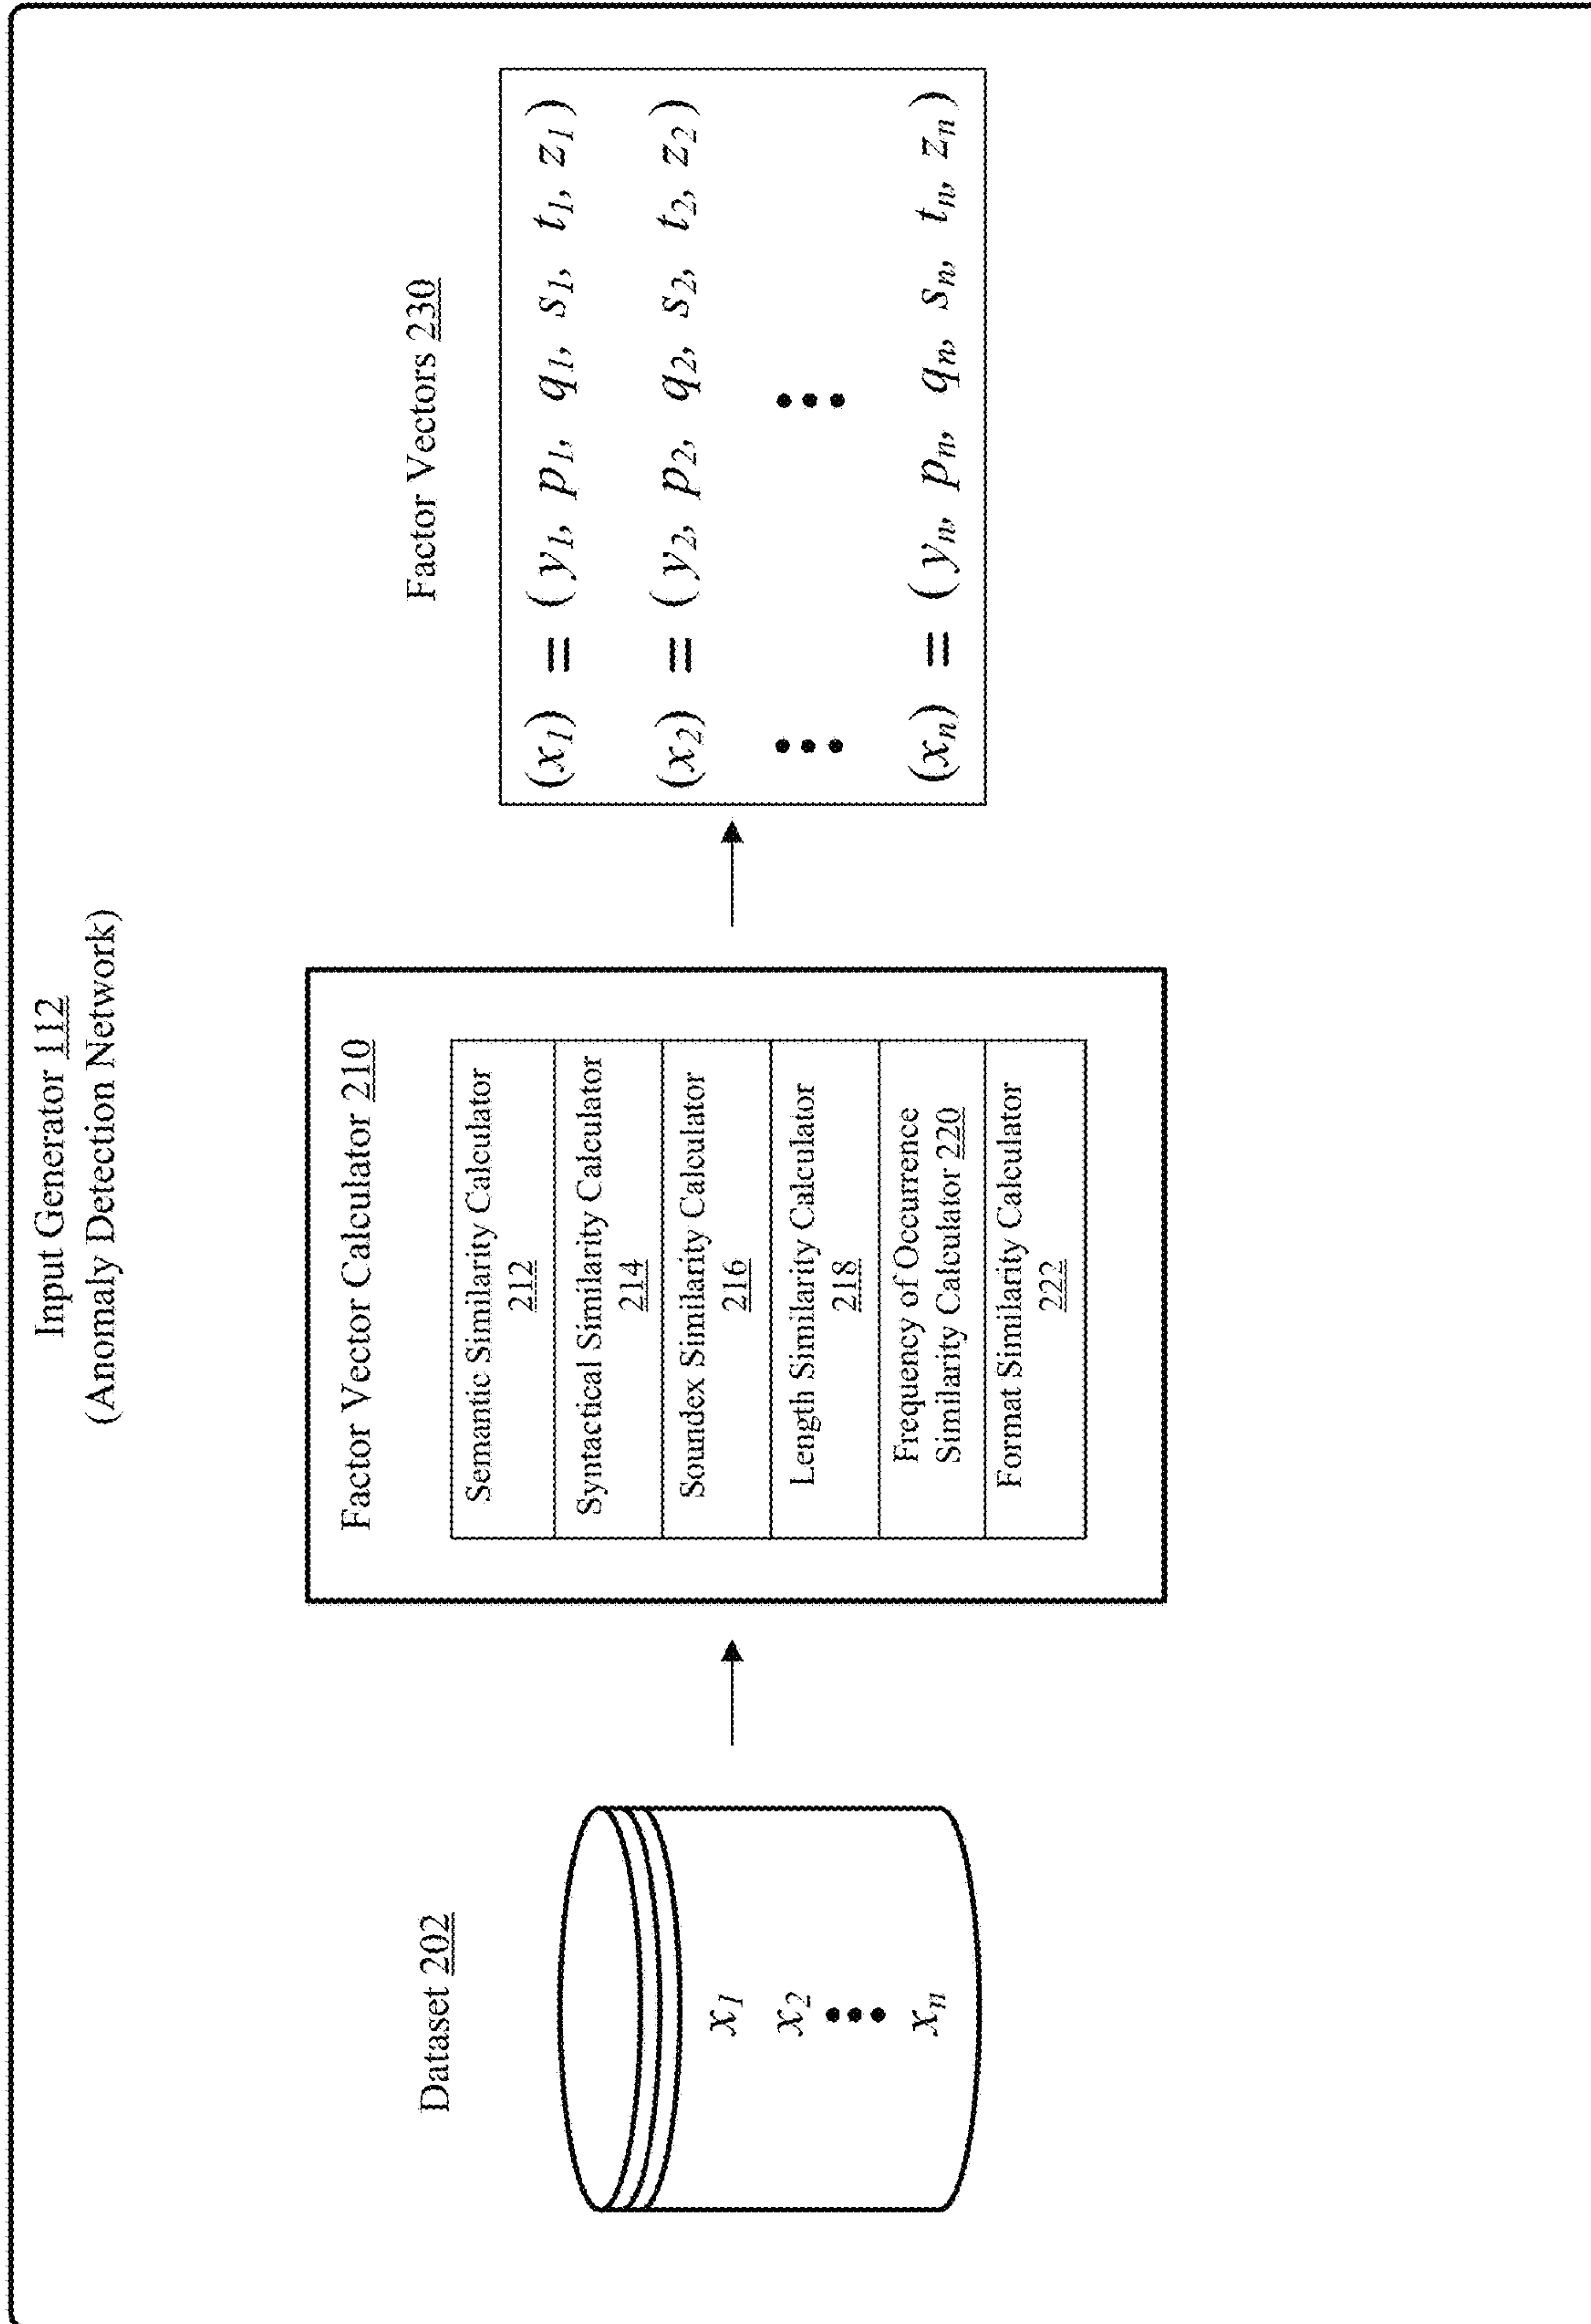 Input Generator 112
(Anomaly Detection Network)
Dataset 202
x1
x2
xn
Factor Vector Calculator 210
Semantic Similarity Calculator
212
Syntactical Similarity Calculator
214
Soundex Similarity Calculator
216
Length Similarity Calculator
218
Frequency of Occurrence
Similarity Calculator 220
Format Similarity Calculator
222
Factor Vectors 230
(x1) = (y1, p1, q1, s1, t1, z1)
(x2) = (y2, p2, q2, s2, t2, z2)
(xn) = (yn, pn, qn, sn, tn, zn)